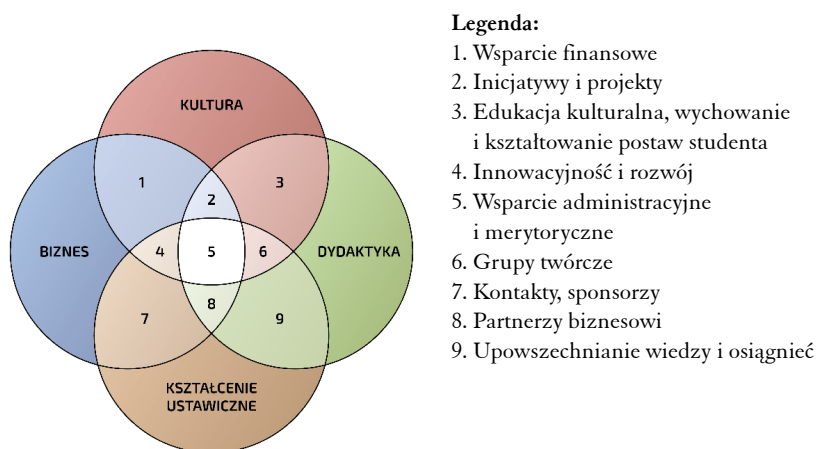 KULTURA
1
3
2
BIZNES
4
5
6
DYDAKTYKA
8
7
9
KSZTAŁCENIE
USTAWICZNE
Legenda:
1. Wsparcie finansowe
2. Inicjatywy i projekty
3. Edukacja kulturalna, wychowanie
i kształtowanie postaw studenta
4. Innowacyjność i rozwój
5. Wsparcie administracyjne
i merytoryczne
6. Grupy twórcze
7. Kontakty, sponsorzy
8. Partnerzy biznesowi
9. Upowszechnianie wiedzy i osiągnieć